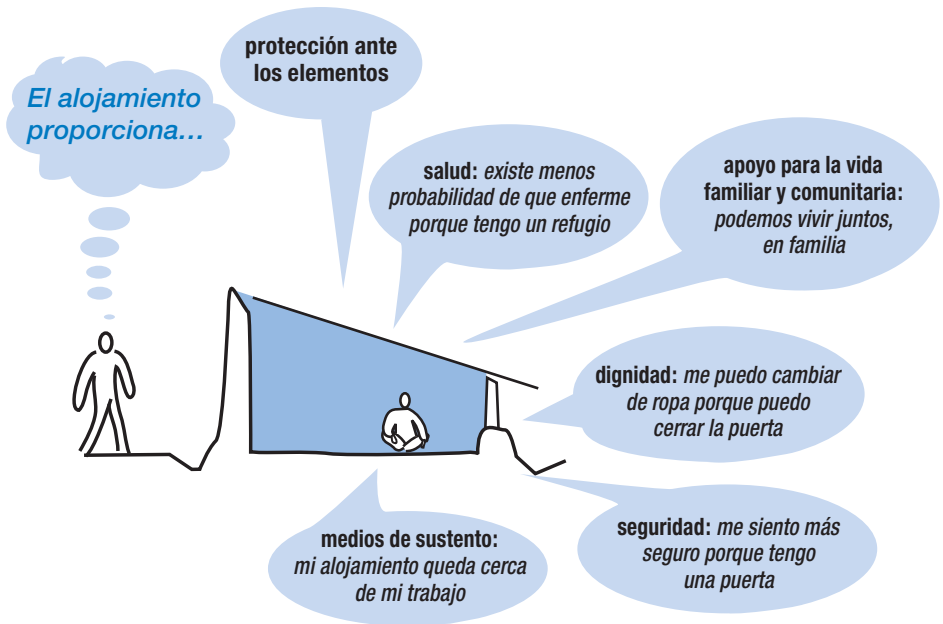 El alojamiento
proporciona…
protección ante
los elementos
salud: existe menos
probabilidad de que enferme
porque tengo un refugio
apoyo para la vida
familiar y comunitaria:
podemos vivir juntos,
en familia
dignidad: me puedo cambiar
de ropa porque puedo
cerrar la puerta
seguridad: me siento más
seguro porque tengo
una puerta
medios de sustento:
mi alojamiento queda cerca
de mi trabajo